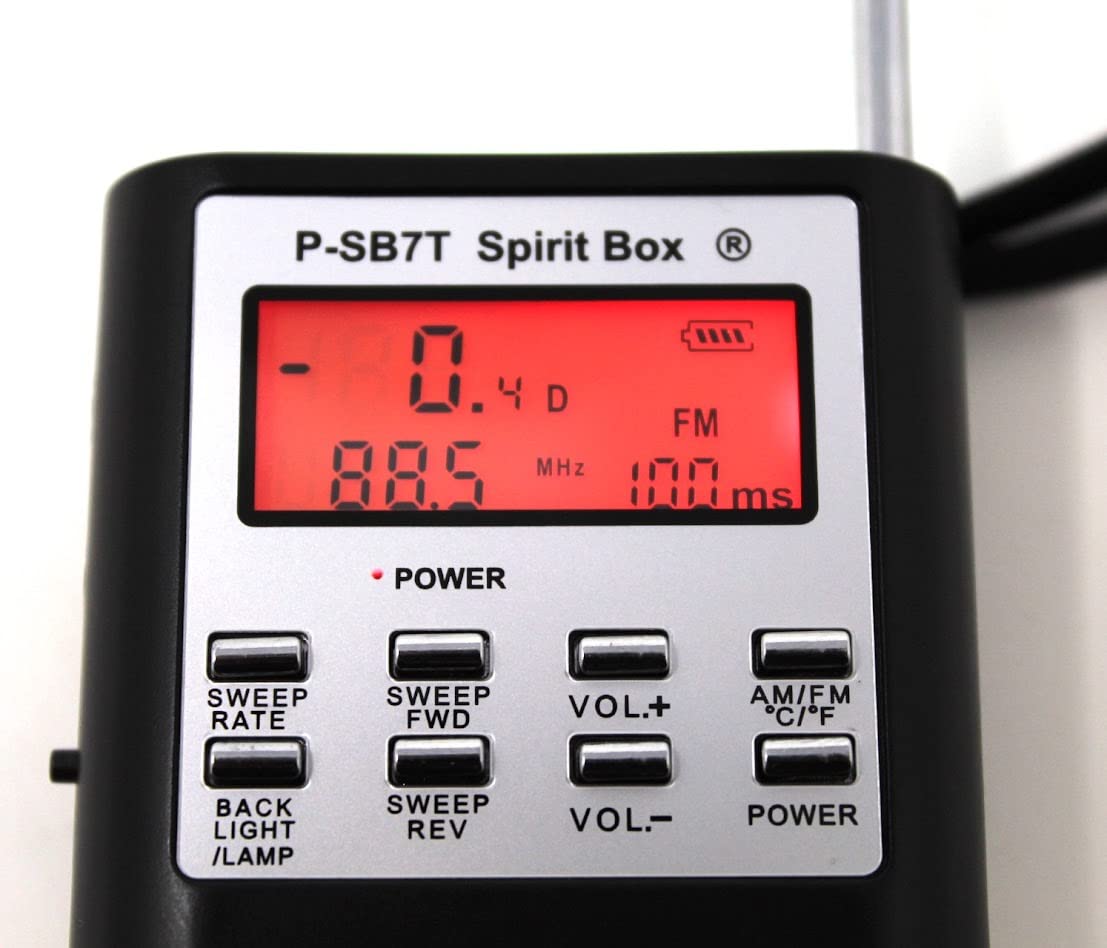 P-SB7T Spirit Box ®
- 0.4 D
FM
88.5 MHz 100 ms
POWER
SWEEP
RATE
SWEEP
FWD
VOL.+
AM/FM
°C/°F
BACK
LIGHT
/LAMP
SWEEP
REV
VOL.-
POWER